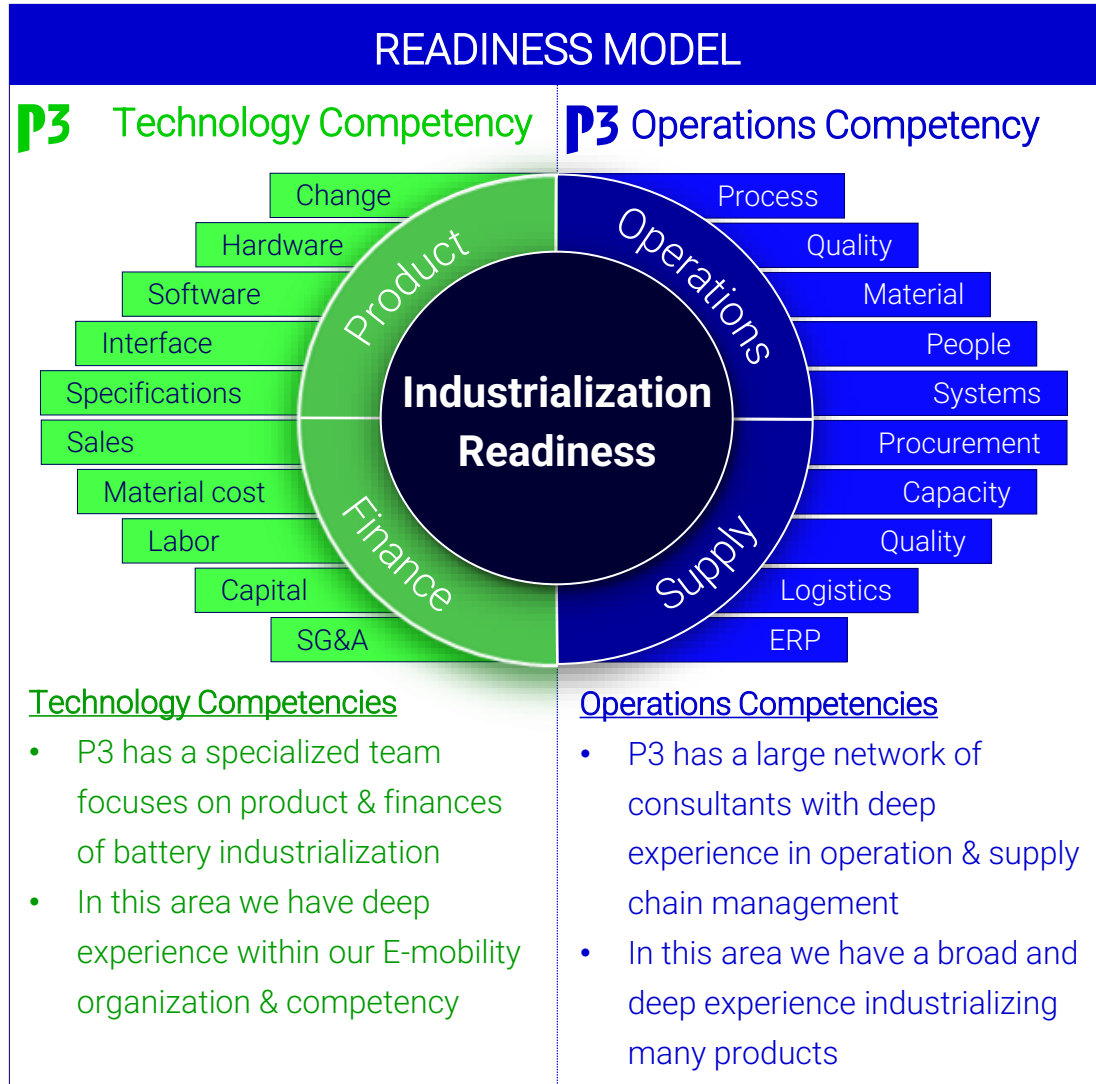 READINESS MODEL
P3 Technology Competency
P3 Operations Competency
Change
Hardware
Software
Interface
Specifications
Sales
Material cost
Labor
Capital
SG&A
Product
Finance
Industrialization
Readiness
Operations
Supply
Process
Quality
Material
People
Systems
Procurement
Capacity
Quality
Logistics
ERP
Technology Competencies
• P3 has a specialized team
focuses on product & finances
of battery industrialization
• In this area we have deep
experience within our E-mobility
organization & competency
Operations Competencies
• P3 has a large network of
consultants with deep
experience in operation & supply
chain management
• In this area we have a broad and
deep experience industrializing
many products